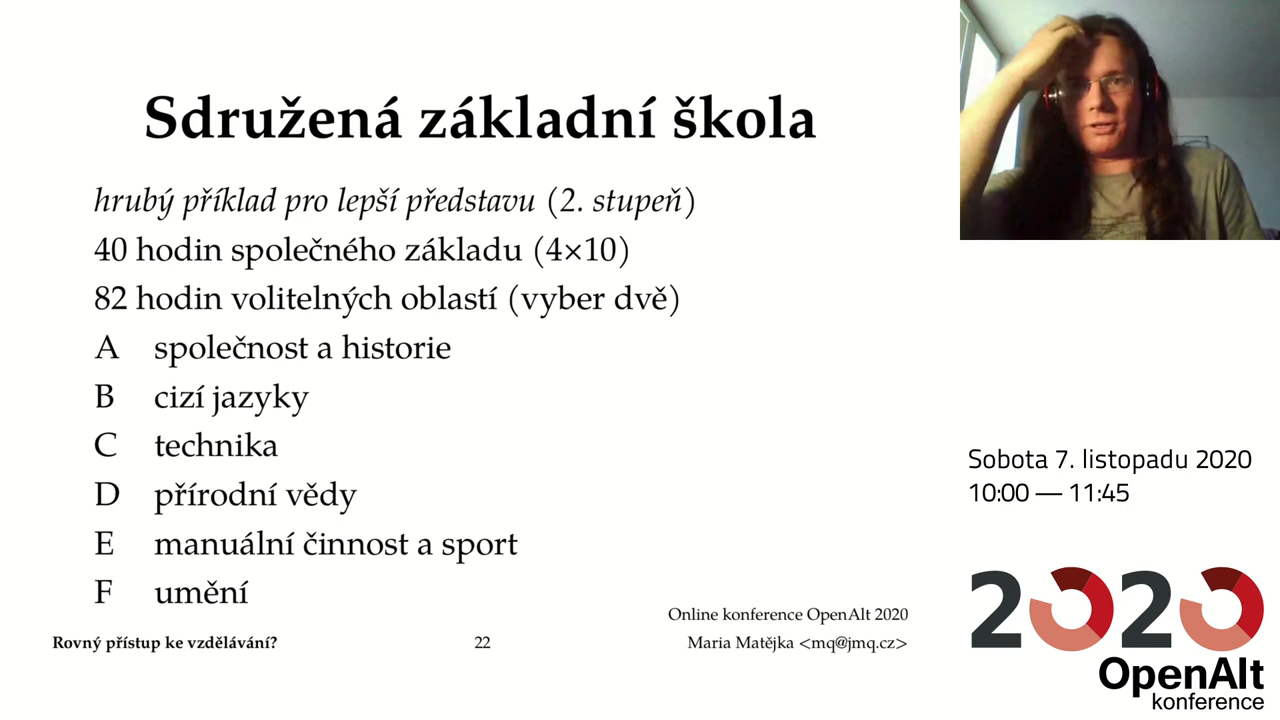 Sdružená základní škola
hrubý příklad pro lepší představu (2. stupeň)
40 hodin společného základu (4×10)
82 hodin volitelných oblastí (vyber dvě)
A společnost a historie
B cizí jazyky
C technika
D přírodní vědy
E manuální činnost a sport
F umění
Online konference OpenAlt 2020
Rovný přístup ke vzdělávání? 22 Maria Matějka <mq@jmq.cz>
Sobota 7. listopadu 2020
10:00 — 11:45
2020
OpenAlt
konference